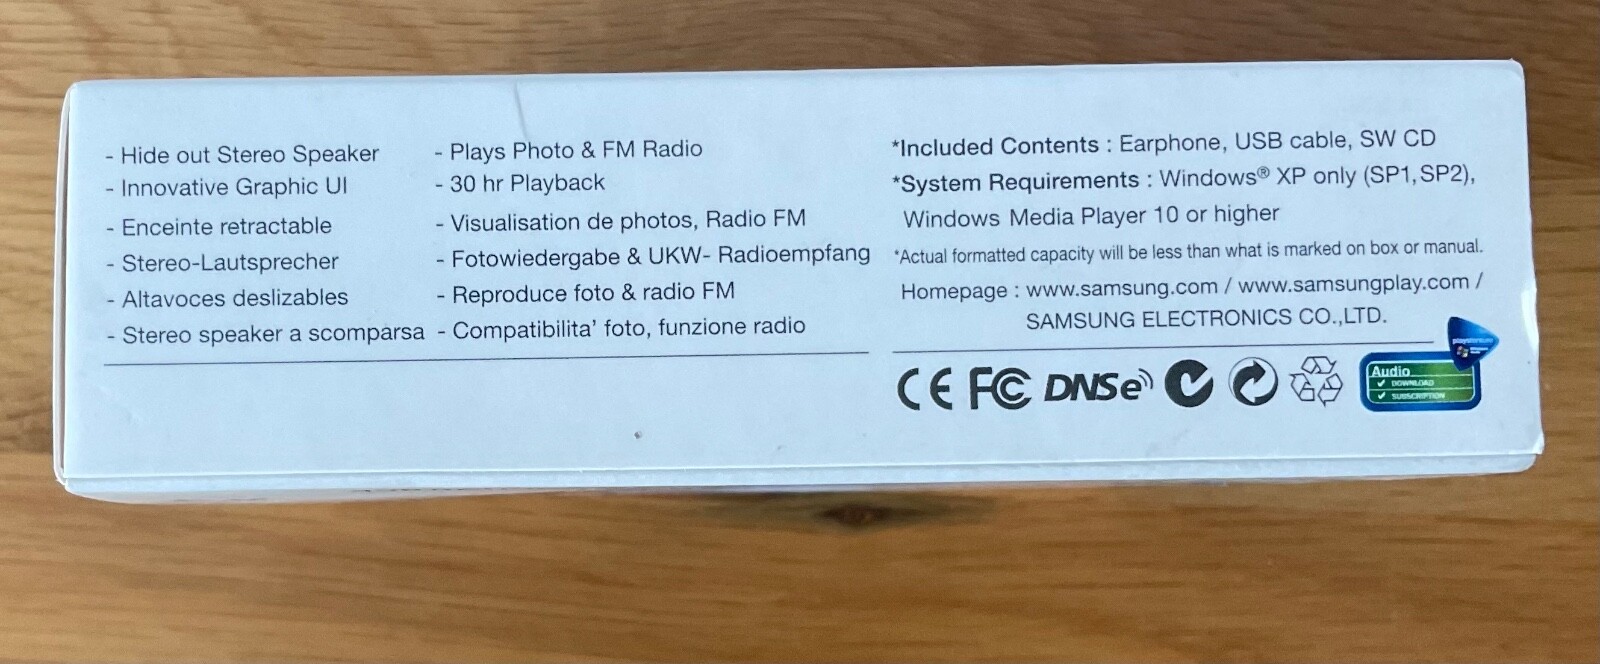 - Hide out Stereo Speaker
- Innovative Graphic UI
- Enceinte retractable
- Stereo-Lautsprecher
- Altavoces deslizables
- Stereo speaker a scomparsa
- Plays Photo & FM Radio
- 30 hr Playback
- Visualisation de photos, Radio FM
- Fotowiedergabe & UKW- Radioempfang
- Reproduce foto & radio FM
- Compatibilita' foto, funzione radio
*Included Contents : Earphone, USB cable, SW CD
*System Requirements : Windows® XP only (SP1, SP2),
Windows Media Player 10 or higher
*Actual formatted capacity will be less than what is marked on box or manual.
Homepage : www.samsung.com / www.samsungplay.com /
SAMSUNG ELECTRONICS CO.,LTD.
CE FC DNSe
playsforsure
Audio
DOWNLOAD
SUBSCRIPTION